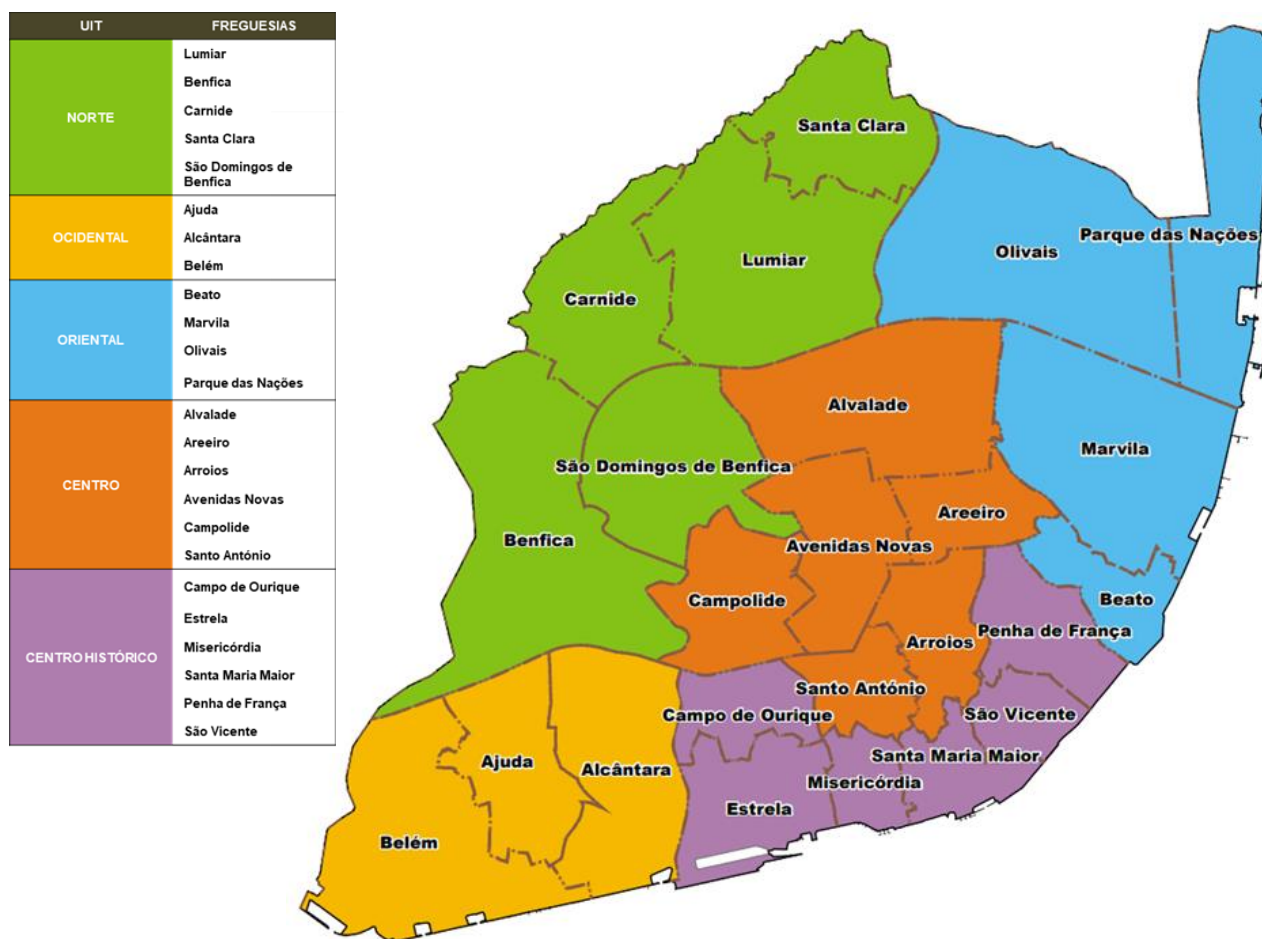 UIT FREGUESIAS
NORTE
Lumiar
Benfica
Carnide
Santa Clara
São Domingos de
Benfica
OCIDENTAL
Ajuda
Alcântara
Belém
ORIENTAL
Beato
Marvila
Olivais
Parque das Nações
CENTRO
Alvalade
Areeiro
Arroios
Avenidas Novas
Campolide
Santo António
CENTRO HISTÓRICO
Campo de Ourique
Estrela
Misericórdia
Santa Maria Maior
Penha de França
São Vicente
Santa Clara
Parque das Nações
Olivais
Lumiar
Carnide
Alvalade
Marvila
São Domingos de Benfica
Areeiro
Benfica
Avenidas Novas
Campolide
Beato
Penha de França
Arroios
Santo António
Campo de Ourique
São Vicente
Santa Maria Maior
Ajuda
Alcântara
Misericórdia
Estrela
Belém